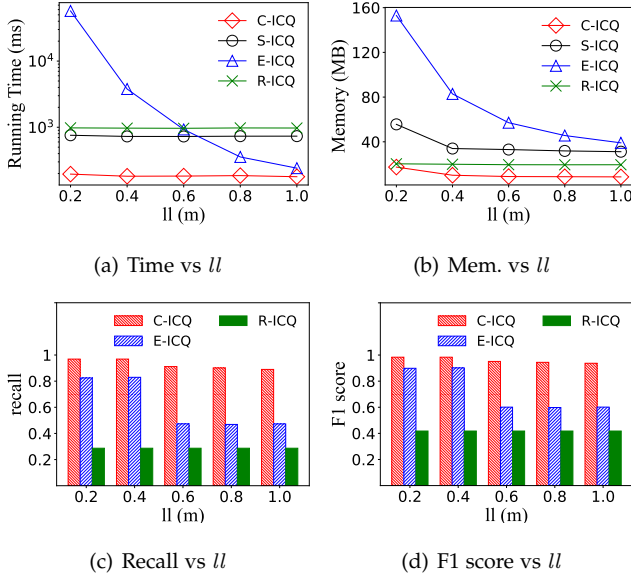 Running Time (ms)
10^4
10^3
C-ICQ
S-ICQ
E-ICQ
R-ICQ
0.2 0.4 0.6 0.8 1.0
ll (m)
(a) Time vs ll
Memory (MB)
160
120
80
40
C-ICQ
S-ICQ
E-ICQ
R-ICQ
0.2 0.4 0.6 0.8 1.0
ll (m)
(b) Mem. vs ll
recall
1
0.8
0.6
0.4
0.2
C-ICQ R-ICQ
E-ICQ
0.2 0.4 0.6 0.8 1.0
ll (m)
(c) Recall vs ll
F1 score
1
0.8
0.6
0.4
0.2
C-ICQ R-ICQ
E-ICQ
0.2 0.4 0.6 0.8 1.0
ll (m)
(d) F1 score vs ll